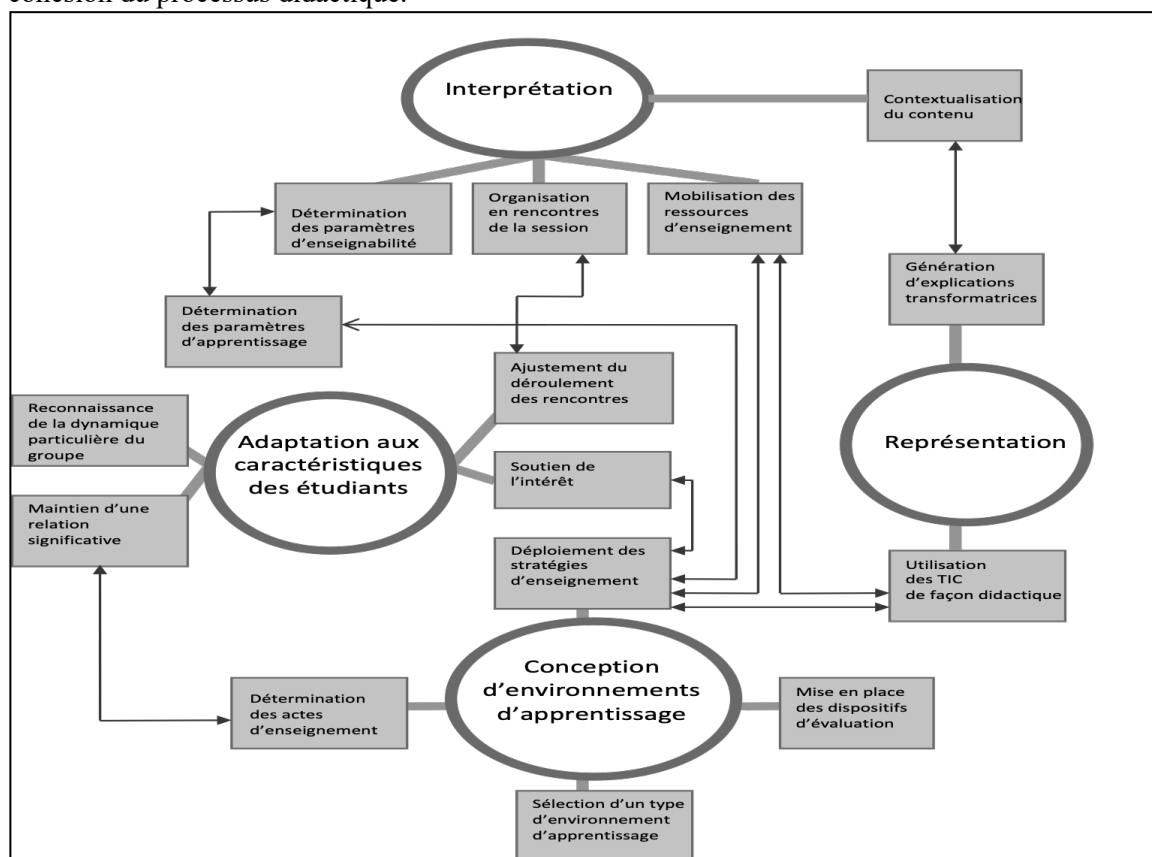 cohésion du processus didactique.
Interprétation
Contextualisation
du contenu
Détermination
des paramètres
d'enseignabilité
Organisation
en rencontres
de la session
Mobilisation des
ressources
d'enseignement
Génération
d'explications
transformatrices
Détermination
des paramètres
d'apprentissage
Ajustement du
déroulement
des rencontres
Reconnaissance
de la dynamique
particulière du
groupe
Adaptation aux
caractéristiques
des étudiants
Représentation
Soutien de
l'intérêt
Maintien d'une
relation
significative
Déploiement des
stratégies
d'enseignement
Utilisation
des TIC
de façon didactique
Conception
d'environnements
d'apprentissage
Détermination
des actes
d'enseignement
Mise en place
des dispositifs
d'évaluation
Sélection d'un type
d'environnement
d'apprentissage